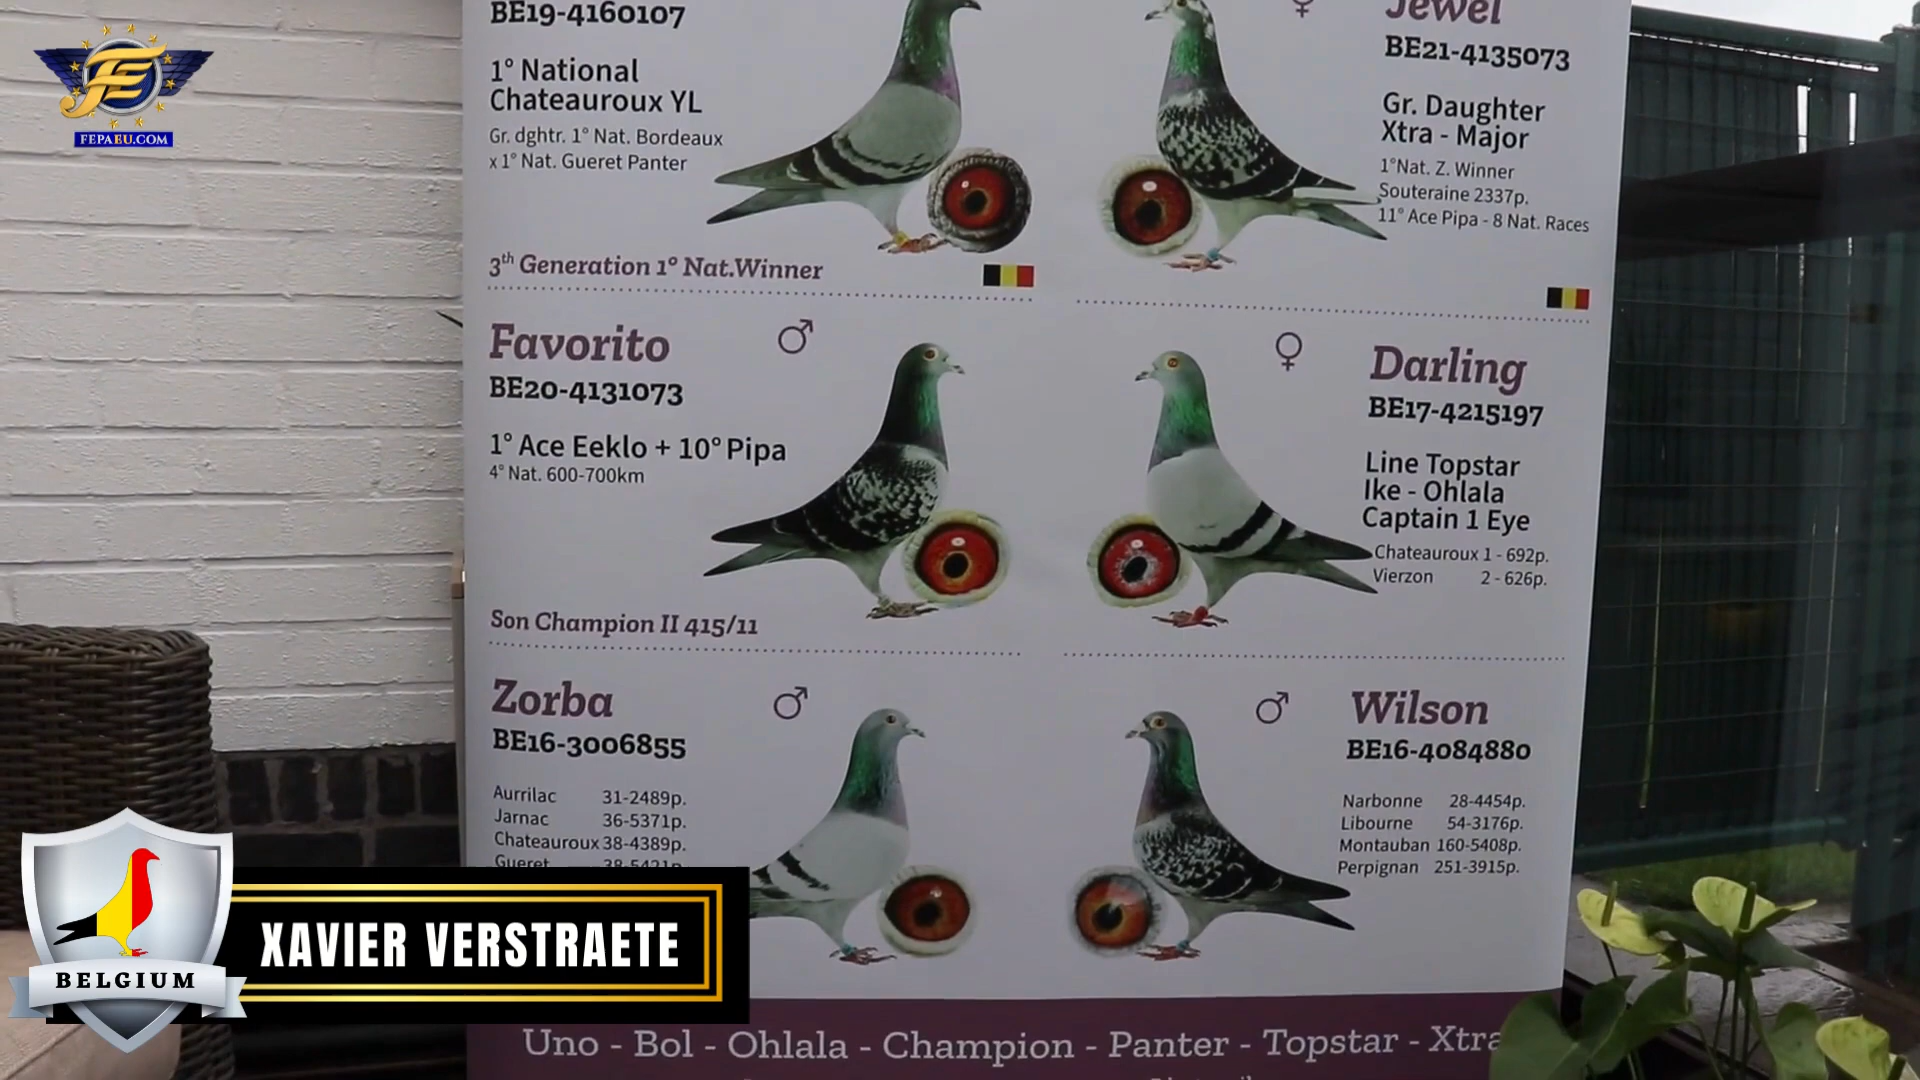 FE
FEPAEU.COM
BE19-4160107
1° National
Chateauroux YL
Gr. dghtr. 1° Nat. Bordeaux
x 1° Nat. Gueret Panter
3th Generation 1° Nat.Winner
Jewel
BE21-4135073
Gr. Daughter
Xtra - Major
1°Nat. Z. Winner
Souteraine 2337p.
11° Ace Pipa - 8 Nat. Races
Favorito
BE20-4131073
1° Ace Eeklo + 10° Pipa
4° Nat. 600-700km
Son Champion II 415/11
Darling
BE17-4215197
Line Topstar
Ike - Ohlala
Captain 1 Eye
Chateauroux 1 - 692p.
Vierzon 2 - 626p.
Zorba
BE16-3006855
Aurrilac 31-2489p.
Jarnac 36-5371p.
Chateauroux 38-4389p.
Gueret 38-5421p.
Wilson
BE16-4084880
Narbonne 28-4454p.
Libourne 54-3176p.
Montauban 160-5408p.
Perpignan 251-3915p.
BELGIUM
XAVIER VERSTRAETE
Uno - Bol - Ohlala - Champion - Panter - Topstar - Xtra